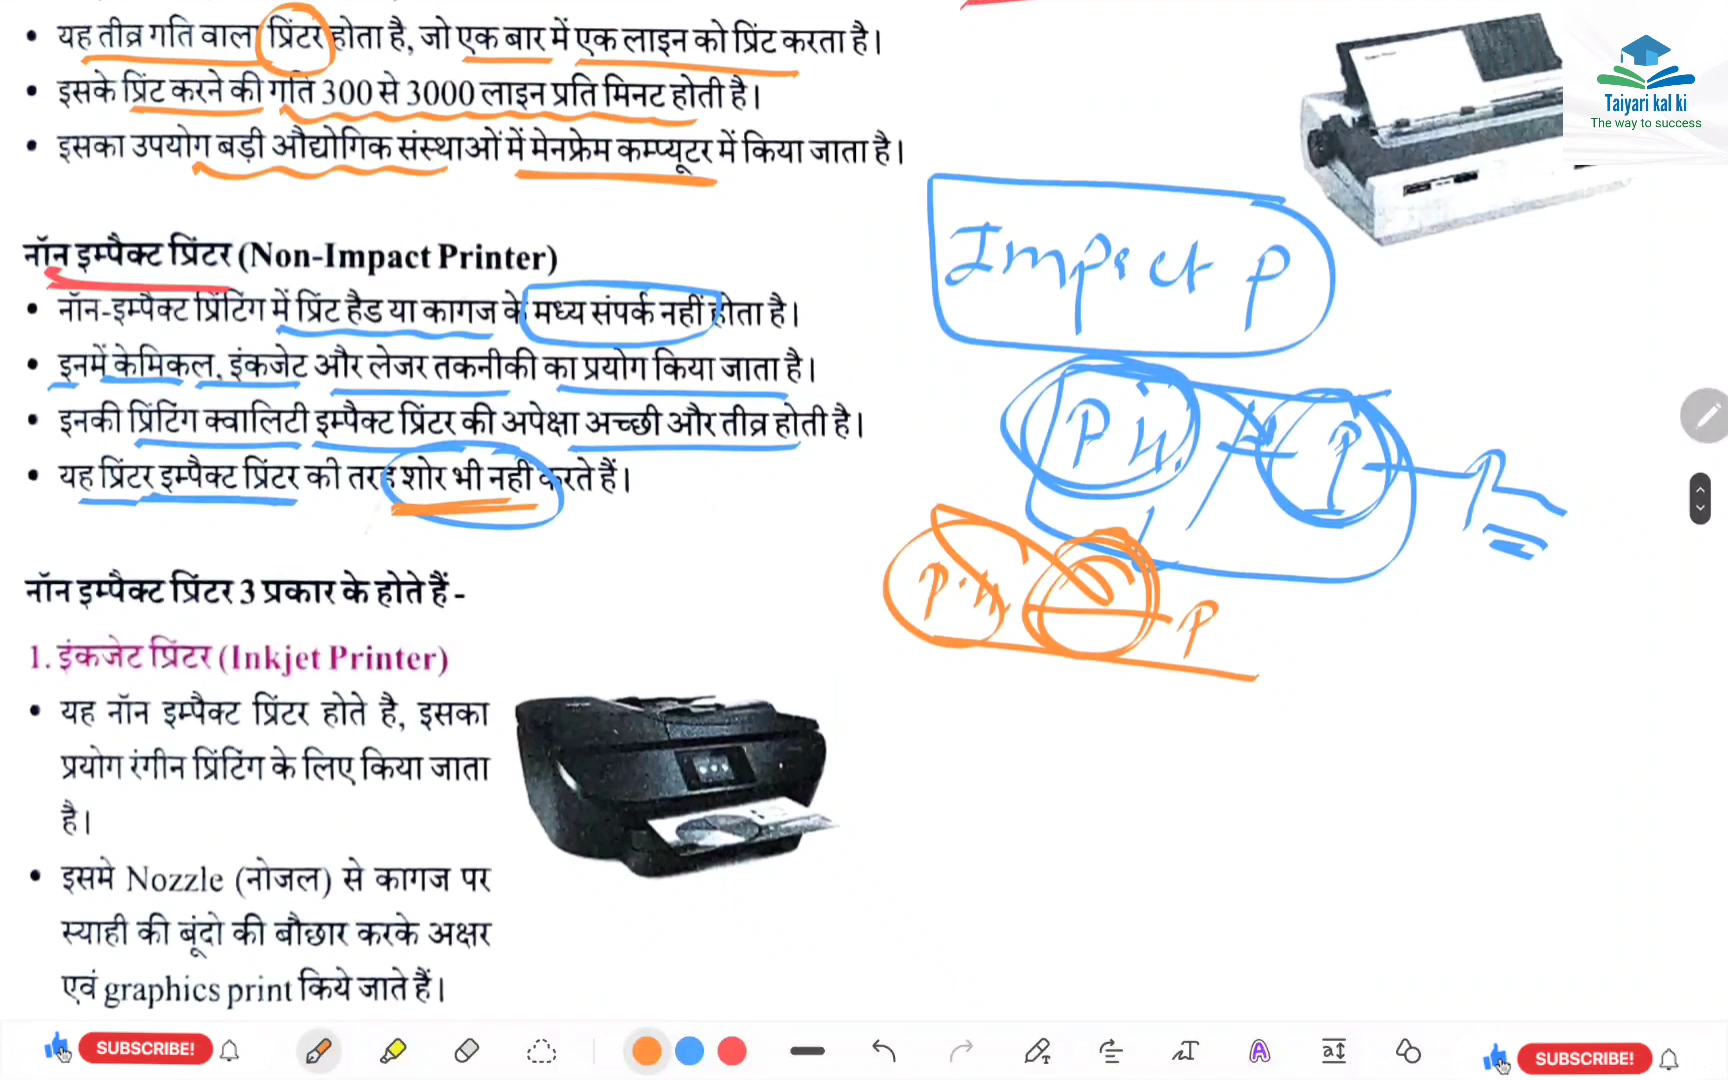 • यह तीव्र गति वाला प्रिंटर होता है, जो एक बार में एक लाइन को प्रिंट करता है।
• इसके प्रिंट करने की गति 300 से 3000 लाइन प्रति मिनट होती है।
• इसका उपयोग बड़ी औद्योगिक संस्थाओं में मेनफ्रेम कम्प्यूटर में किया जाता है।
Taiyari kal ki
The way to success
Impact P
नॉन इम्पैक्ट प्रिंटर (Non-Impact Printer)
• नॉन-इम्पैक्ट प्रिंटिंग में प्रिंट हैड या कागज के मध्य संपर्क नहीं होता है।
• इनमें केमिकल, इंकजेट और लेजर तकनीकी का प्रयोग किया जाता है।
• इनकी प्रिंटिंग क्वालिटी इम्पैक्ट प्रिंटर की अपेक्षा अच्छी और तीव्र होती है।
• यह प्रिंटर इम्पैक्ट प्रिंटर की तरह शोर भी नही करते हैं।
P
P
नॉन इम्पैक्ट प्रिंटर 3 प्रकार के होते हैं -
1. इंकजेट प्रिंटर (Inkjet Printer)
• यह नॉन इम्पैक्ट प्रिंटर होते है, इसका
प्रयोग रंगीन प्रिंटिंग के लिए किया जाता
है।
• इसमे Nozzle (नोजल) से कागज पर
स्याही की बूंदो की बौछार करके अक्षर
एवं graphics print किये जाते हैं।
SUBSCRIBE!
SUBSCRIBE!